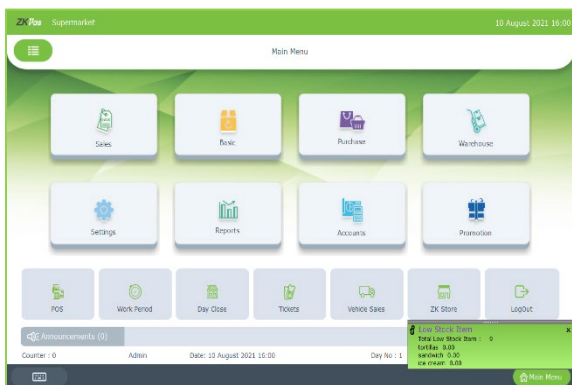 ZKPos Supermarket 10 August 2021 16:00
Main Menu
Sales Basic Purchase Warehouse
Settings Reports Accounts Promotion
POS Work Period Day Close Tickets Vehicle Sales ZK Store LogOut
Announcements (0)
Low Stock Item x
Total Low Stock Item : 0
tortillas 0.00
sandwich 0.00
ice cream 0.00
Counter : 0 Admin Date: 10 August 2021 16:00 Day No : 1
Main Menu